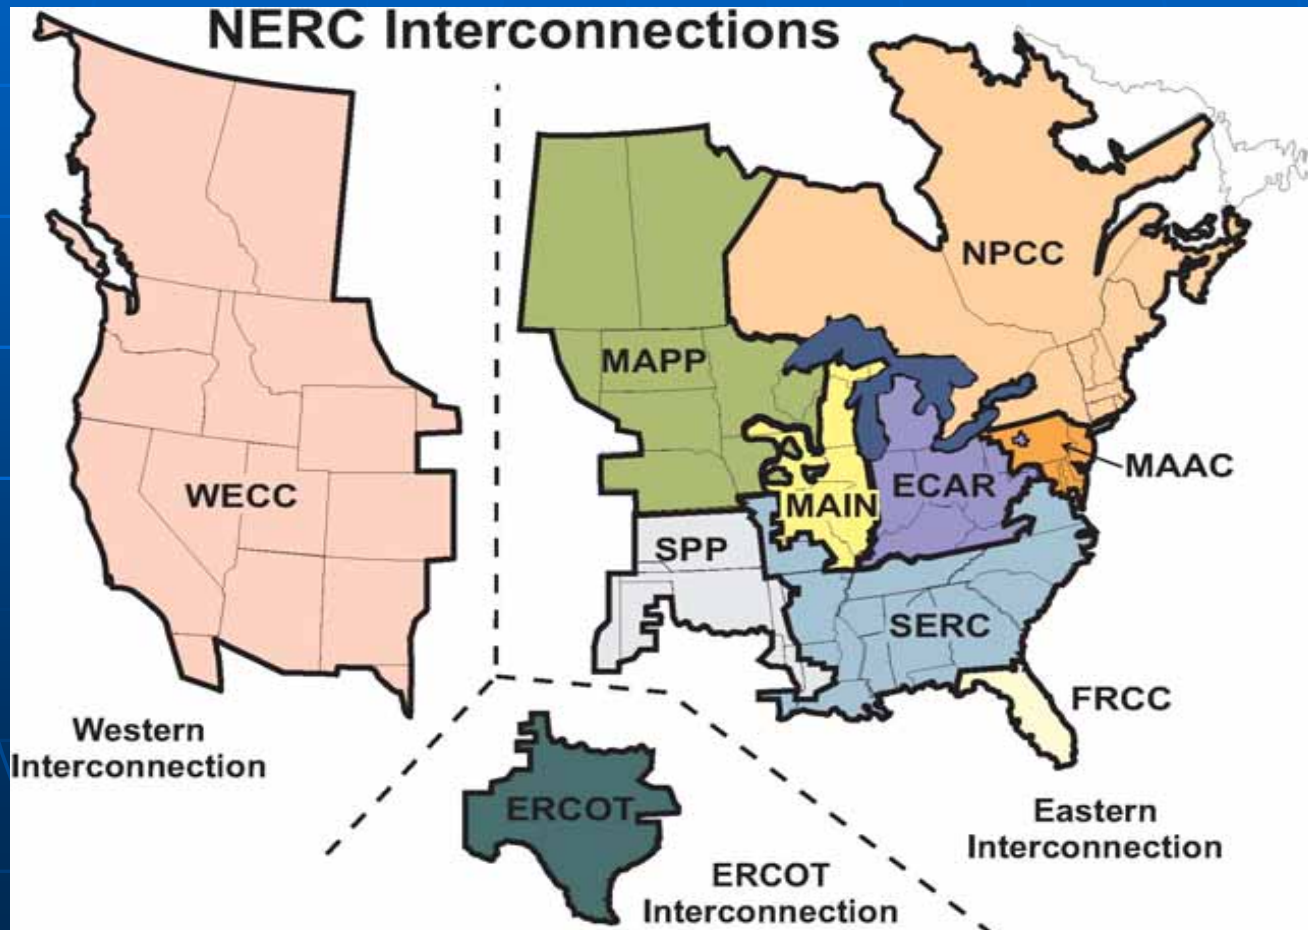 NERC Interconnections
NPCC
MAPP
MAAC
WECC
MAIN
ECAR
SPP
SERC
FRCC
Western
Interconnection
ERCOT
Eastern
Interconnection
ERCOT
Interconnection